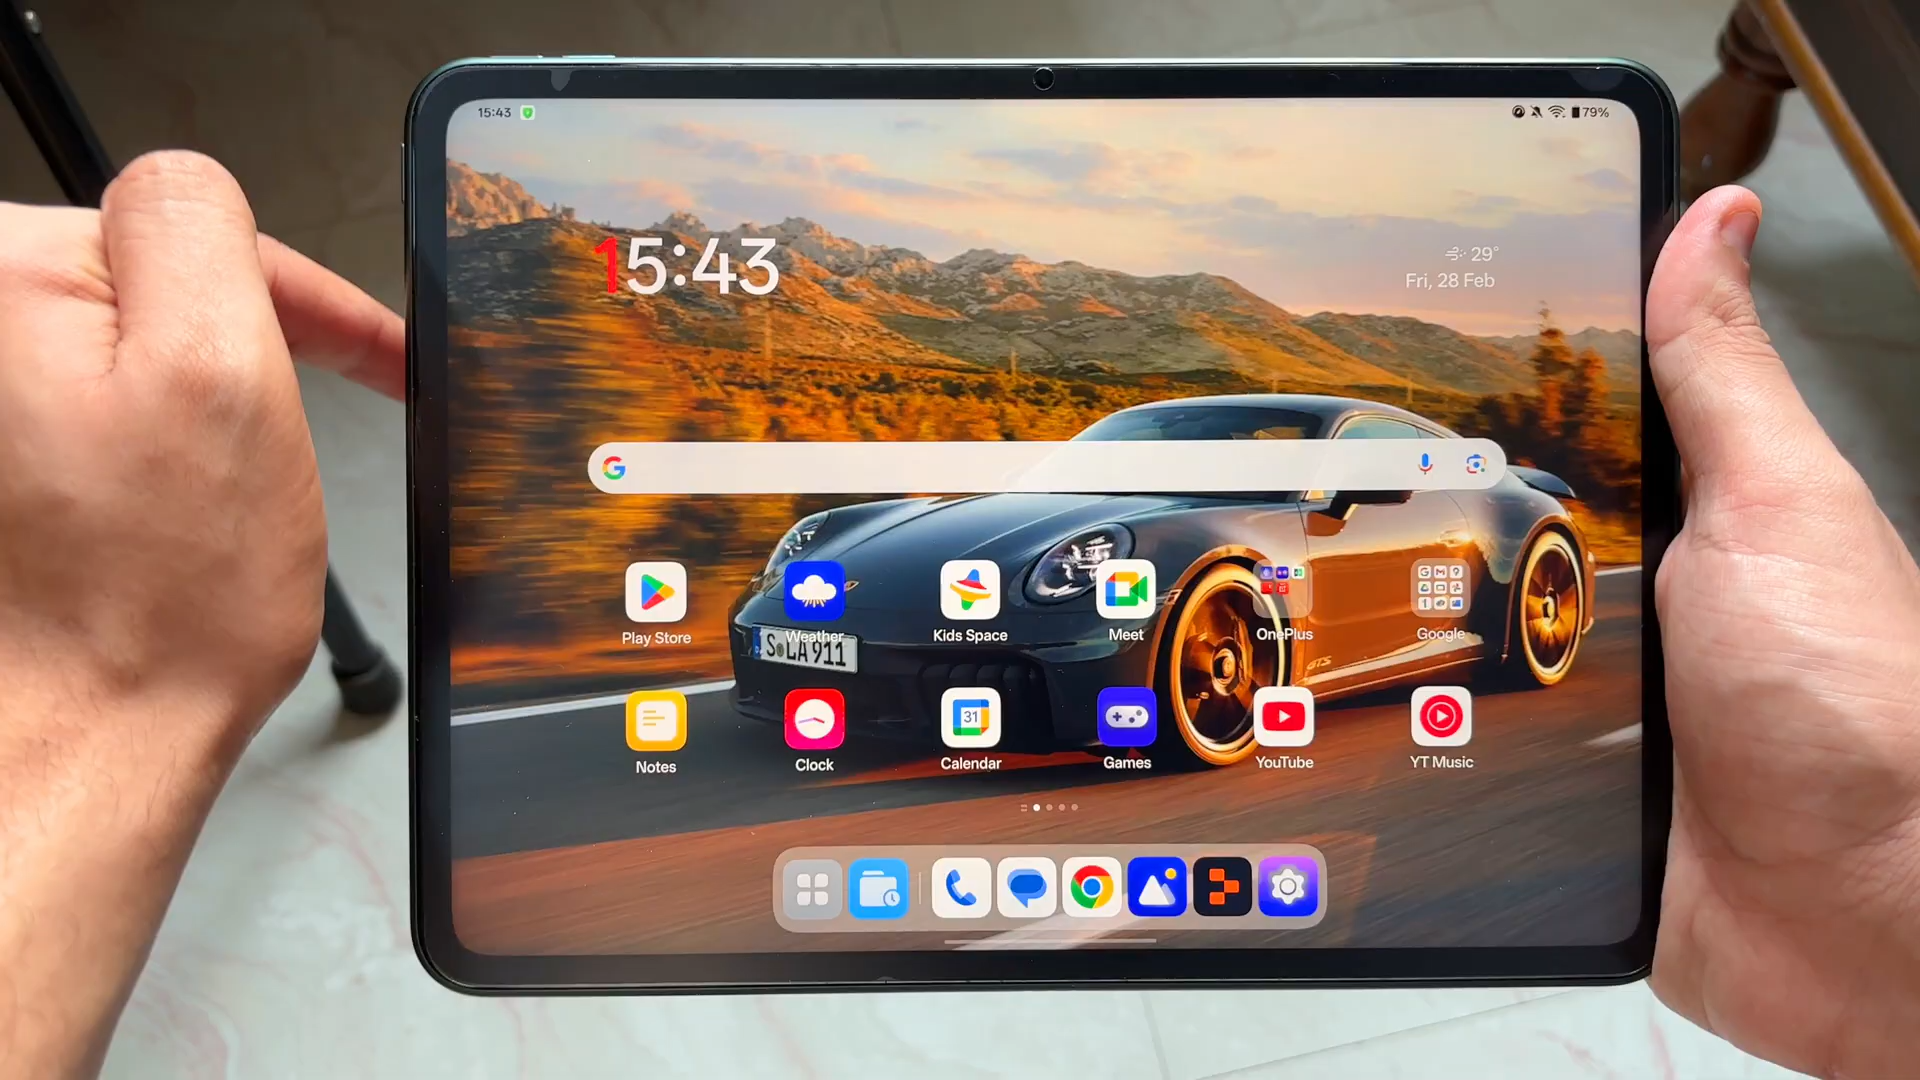 15:43
79%
15:43
29°
Fri, 28 Feb
Play Store
Weather
Kids Space
Meet
OnePlus
Google
S LA 911
GTS
Notes
Clock
31
Calendar
Games
YouTube
YT Music